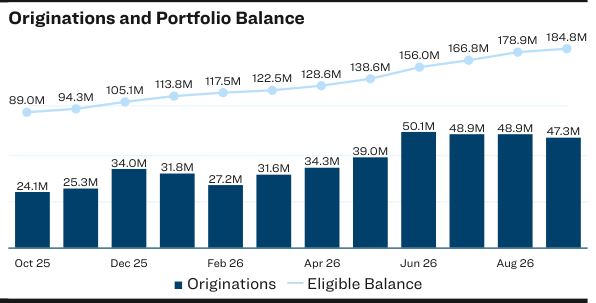 Originations and Portfolio Balance
89.0M 94.3M 105.1M 113.8M 117.5M 122.5M 128.6M 138.6M 156.0M 166.8M 178.9M 184.8M
24.1M 25.3M 34.0M 31.8M 27.2M 31.6M 34.3M 39.0M 50.1M 48.9M 48.9M 47.3M
Oct 25 Dec 25 Feb 26 Apr 26 Jun 26 Aug 26
Originations Eligible Balance